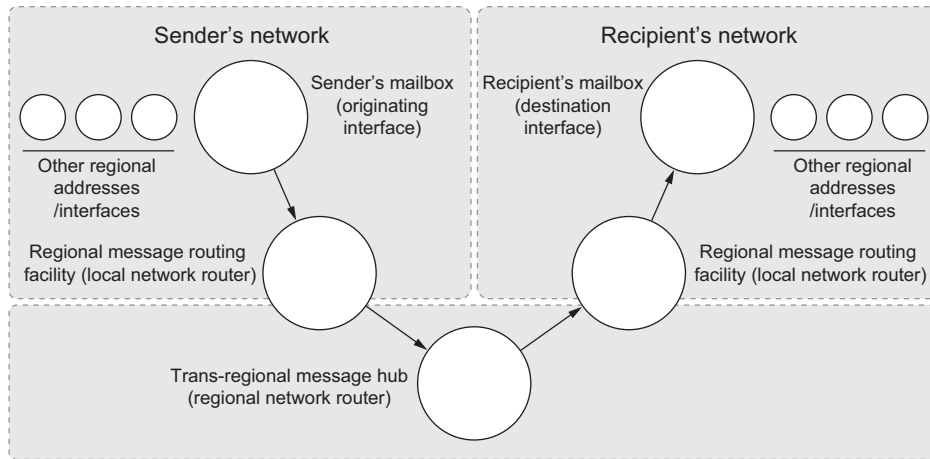 Sender's network
Sender's mailbox
(originating
interface)
Other regional
addresses
/interfaces
Regional message routing
facility (local network router)
Recipient's network
Recipient's mailbox
(destination
interface)
Other regional
addresses
/interfaces
Regional message routing
facility (local network router)
Trans-regional message hub
(regional network router)